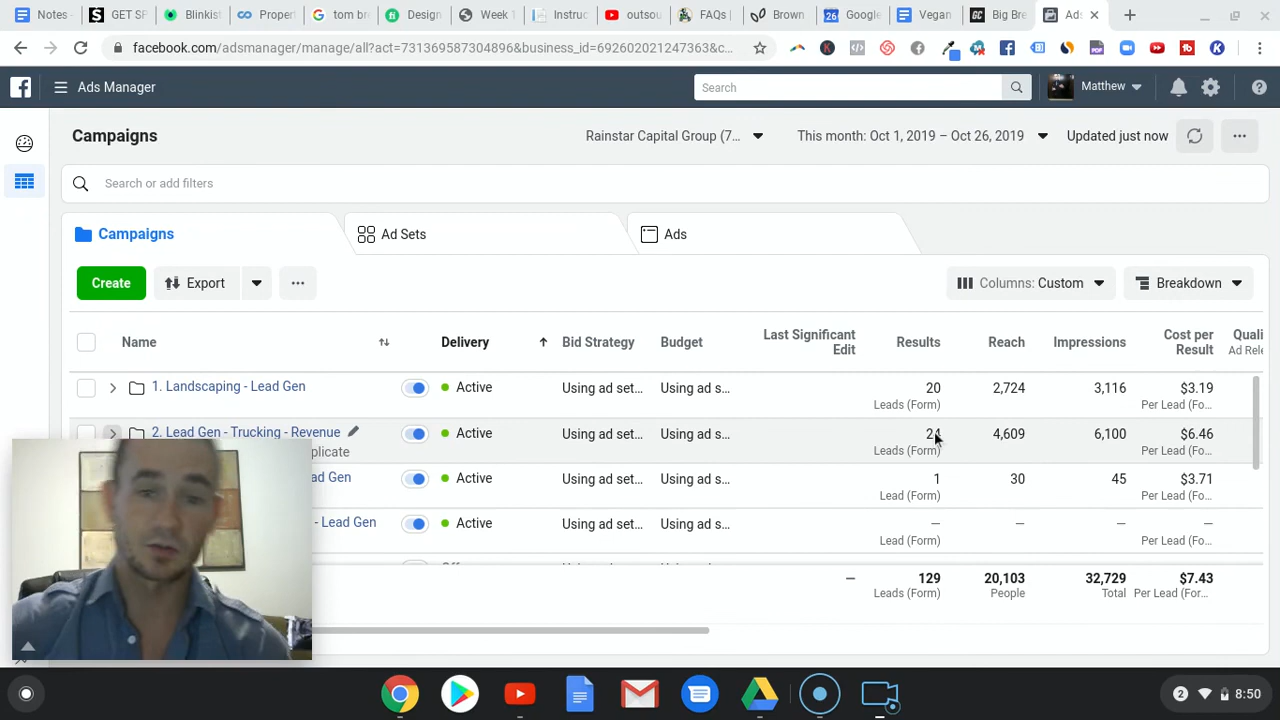 Notes -
GET SP
Blinkist
Propert
tom br
Design
Week 1
Instruc
outsou
FAQs |
Brown
26 Google
Vegan
GC Big Bre
Ads
facebook.com/adsmanager/manage/all?act=731369587304896&business_id=692602021247363&c...
Ads Manager
Search
Matthew
Campaigns
Rainstar Capital Group (7...
This month: Oct 1, 2019 – Oct 26, 2019
Updated just now
Search or add filters
Campaigns
Ad Sets
Ads
Create
Export
Columns: Custom
Breakdown
Name
Delivery
Bid Strategy
Budget
Last Significant Edit
Results
Reach
Impressions
Cost per Result
Quali
Ad Rele
1. Landscaping - Lead Gen
Active
Using ad set...
Using ad s...
20
Leads (Form)
2,724
3,116
$3.19
Per Lead (Fo...
2. Lead Gen - Trucking - Revenue
plicate
Active
Using ad set...
Using ad s...
24
Leads (Form)
4,609
6,100
$6.46
Per Lead (Fo...
ad Gen
Active
Using ad set...
Using ad s...
1
Lead (Form)
30
45
$3.71
Per Lead (Fo...
- Lead Gen
Active
Using ad set...
Using ad s...
—
Lead (Form)
—
—
—
Per Lead (Fo...
—
129
Leads (Form)
20,103
People
32,729
Total
$7.43
Per Lead (For...
2
8:50